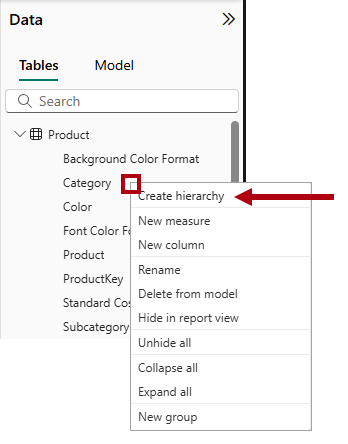 Data
Tables Model
Search
Product
Background Color Format
Category
Create hierarchy
Color
New measure
Font Color Fo
New column
Product
ProductKey
Rename
Standard Cos
Delete from model
Subcategory
Hide in report view
Unhide all
Collapse all
Expand all
New group